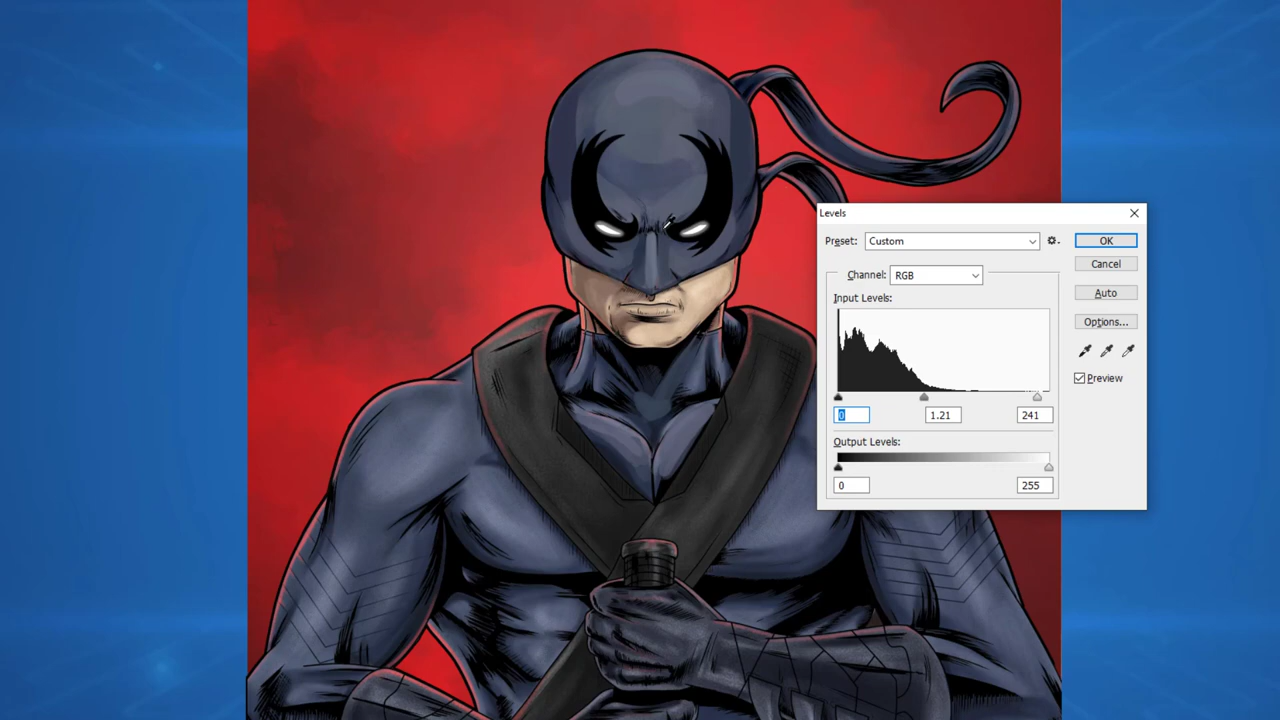 Levels
Preset: Custom
OK
Channel: RGB
Cancel
Input Levels:
Auto
Options...
Preview
0 1.21 241
Output Levels:
0 255